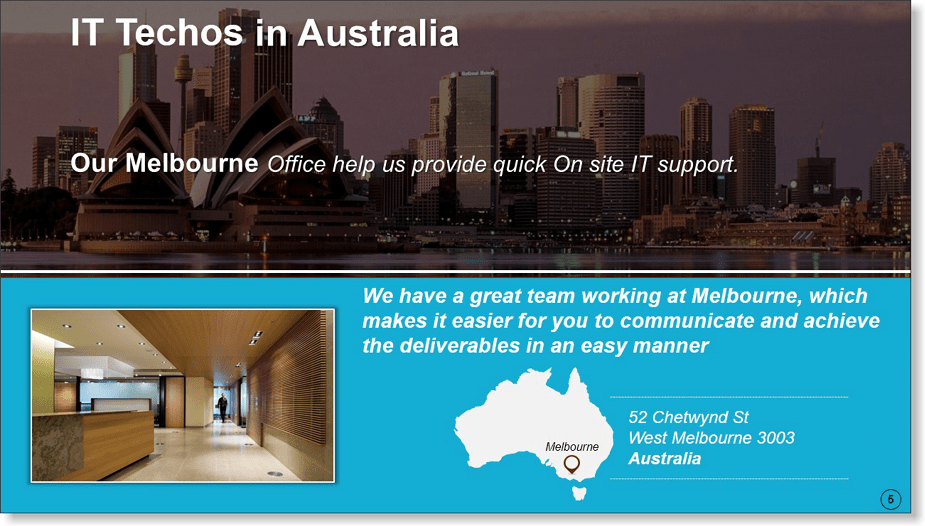 IT Techos in Australia
Our Melbourne Office help us provide quick On site IT support.
We have a great team working at Melbourne, which
makes it easier for you to communicate and achieve
the deliverables in an easy manner
Melbourne
52 Chetwynd St
West Melbourne 3003
Australia
5